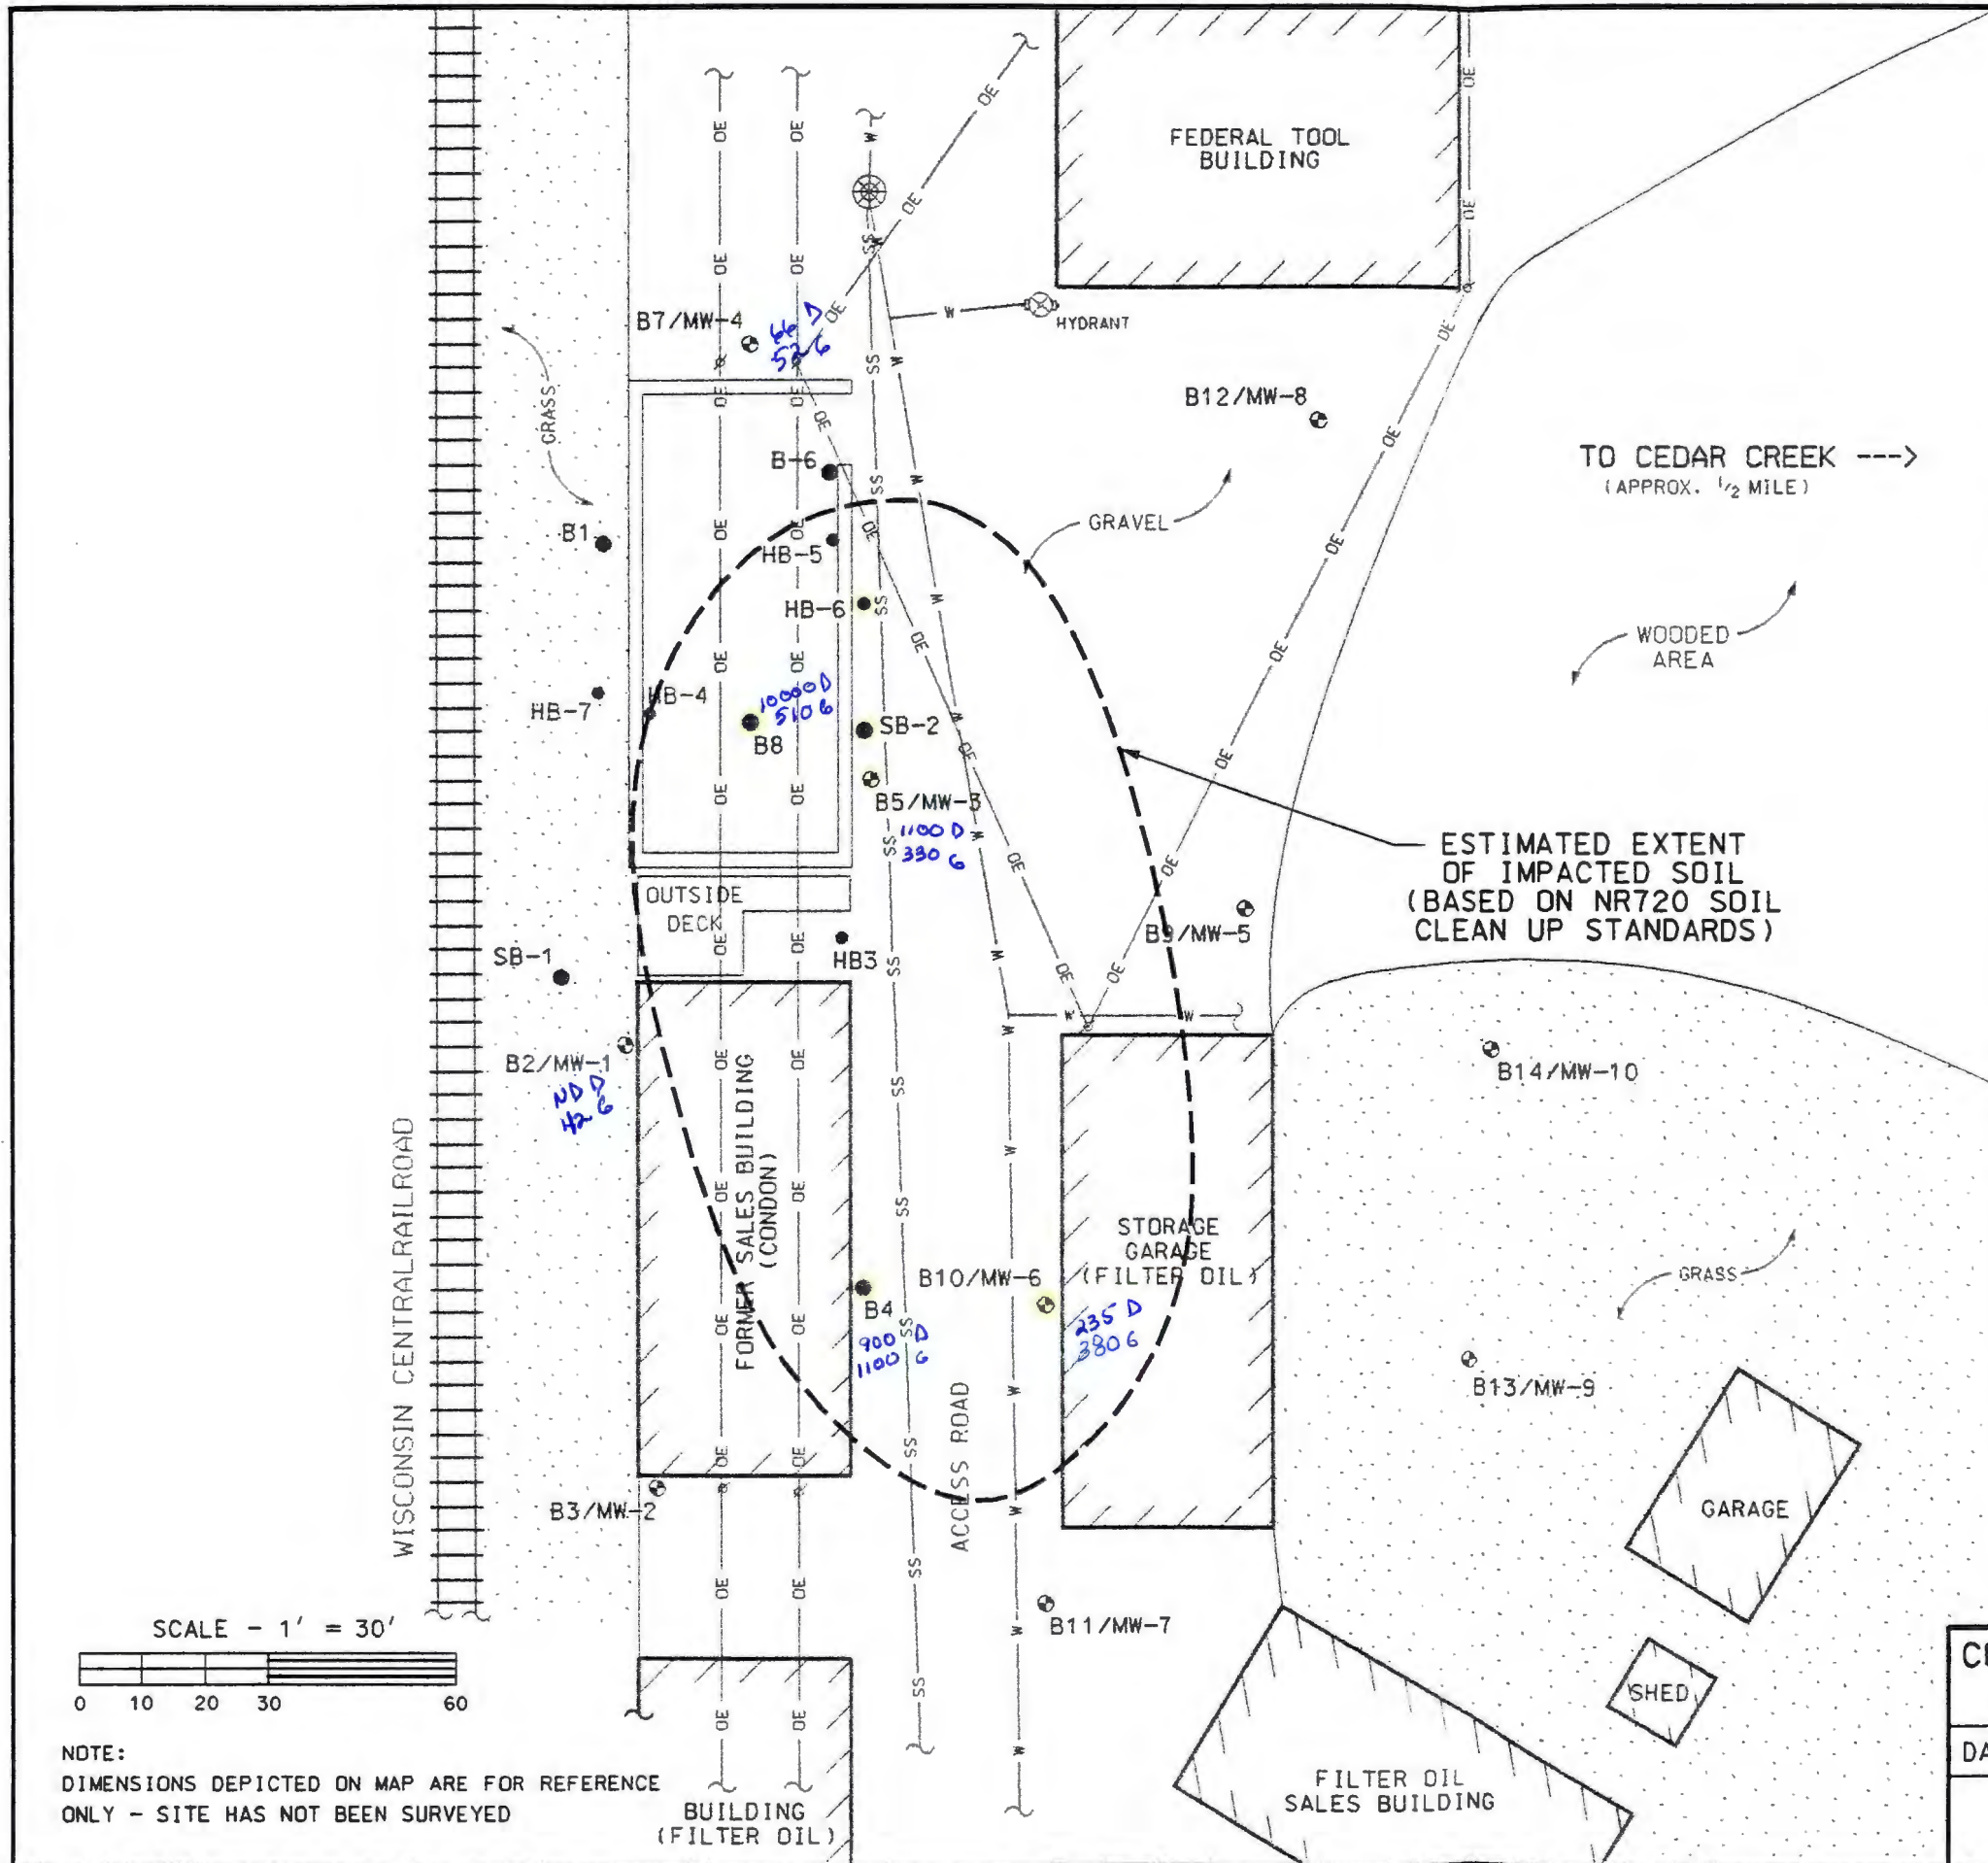 FEDERAL TOOL
BUILDING
HYDRANT
B7/MW-4
66 D
52 G
GRASS
B12/MW-8
TO CEDAR CREEK --->
(APPROX. 1/2 MILE)
B-6
GRAVEL
B1
HB-5
HB-6
WOODED
AREA
HB-7
HB-4
10000 D
510 G
B8
SB-2
B5/MW-3
1100 D
330 G
ESTIMATED EXTENT
OF IMPACTED SOIL
(BASED ON NR720 SOIL
CLEAN UP STANDARDS)
OUTSIDE
DECK
HB3
B9/MW-5
SB-1
B2/MW-1
ND D
42 G
B14/MW-10
WISCONSIN CENTRALRAILROAD
FORMER SALES BUILDING
(CONDON)
STORAGE
GARAGE
(FILTER OIL)
B10/MW-6
235 D
380 G
B4
900 D
1100 G
GRASS
B13/MW-9
ACCESS ROAD
B3/MW-2
GARAGE
B11/MW-7
SHED
FILTER OIL
SALES BUILDING
BUILDING
(FILTER OIL)
SCALE - 1' = 30'
0 10 20 30 60
NOTE:
DIMENSIONS DEPICTED ON MAP ARE FOR REFERENCE
ONLY - SITE HAS NOT BEEN SURVEYED
OE
W
SS